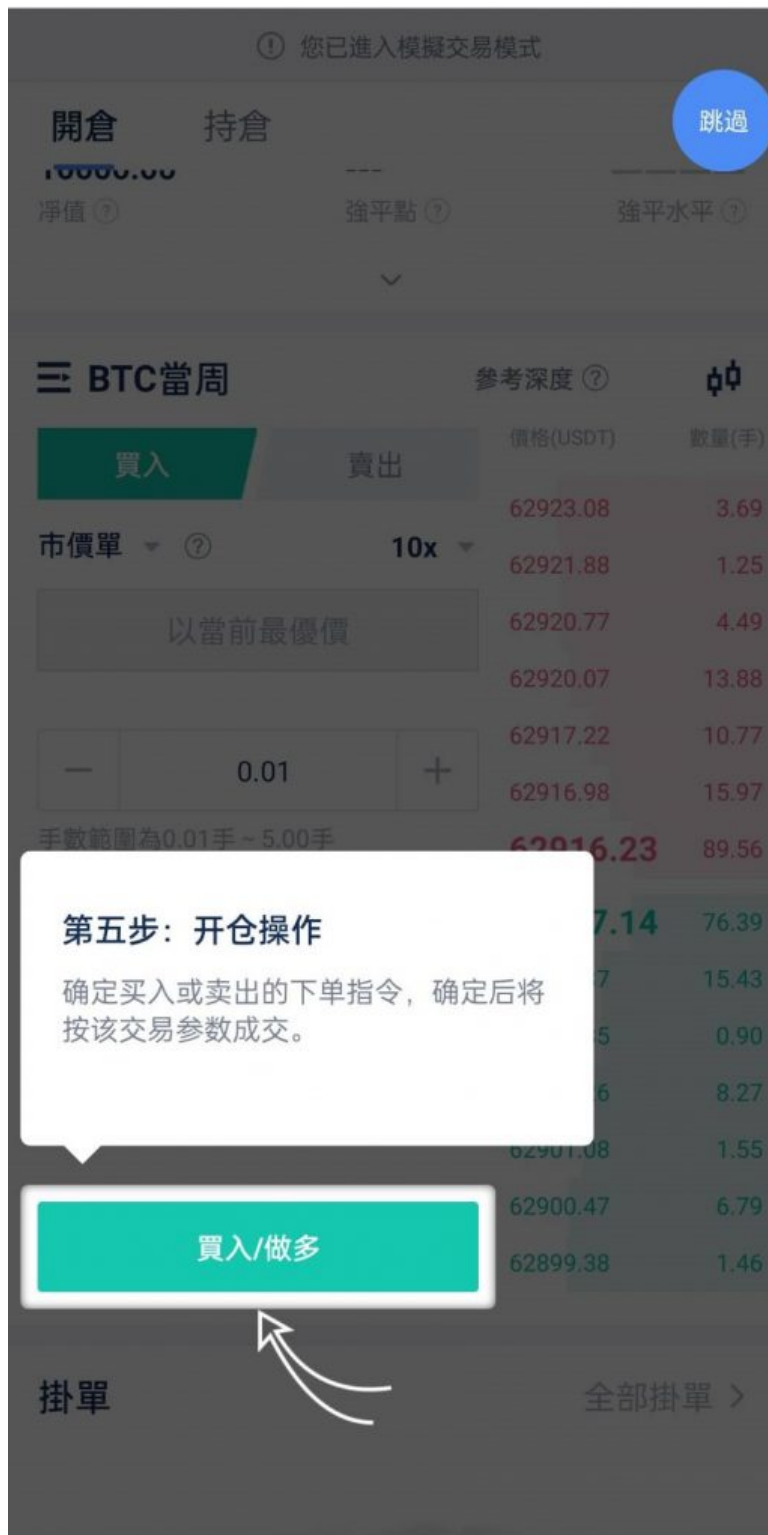 您已進入模擬交易模式
開倉 持倉 跳過
10000.00 --- ----
淨值 強平點 強平水平
BTC當周 參考深度
買入 賣出 價格(USDT) 數量(手)
62923.08 3.69
市價單 10x
62921.88 1.25
以當前最優價 62920.77 4.49
62920.07 13.88
62917.22 10.77
0.01
62916.98 15.97
手數範圍為0.01手 ~ 5.00手
62916.23 89.56
第五步：开仓操作
7.14 76.39
确定买入或卖出的下单指令，确定后将
按该交易参数成交。
7 15.43
5 0.90
6 8.27
62901.08 1.55
買入/做多 62900.47 6.79
62899.38 1.46
掛單 全部掛單